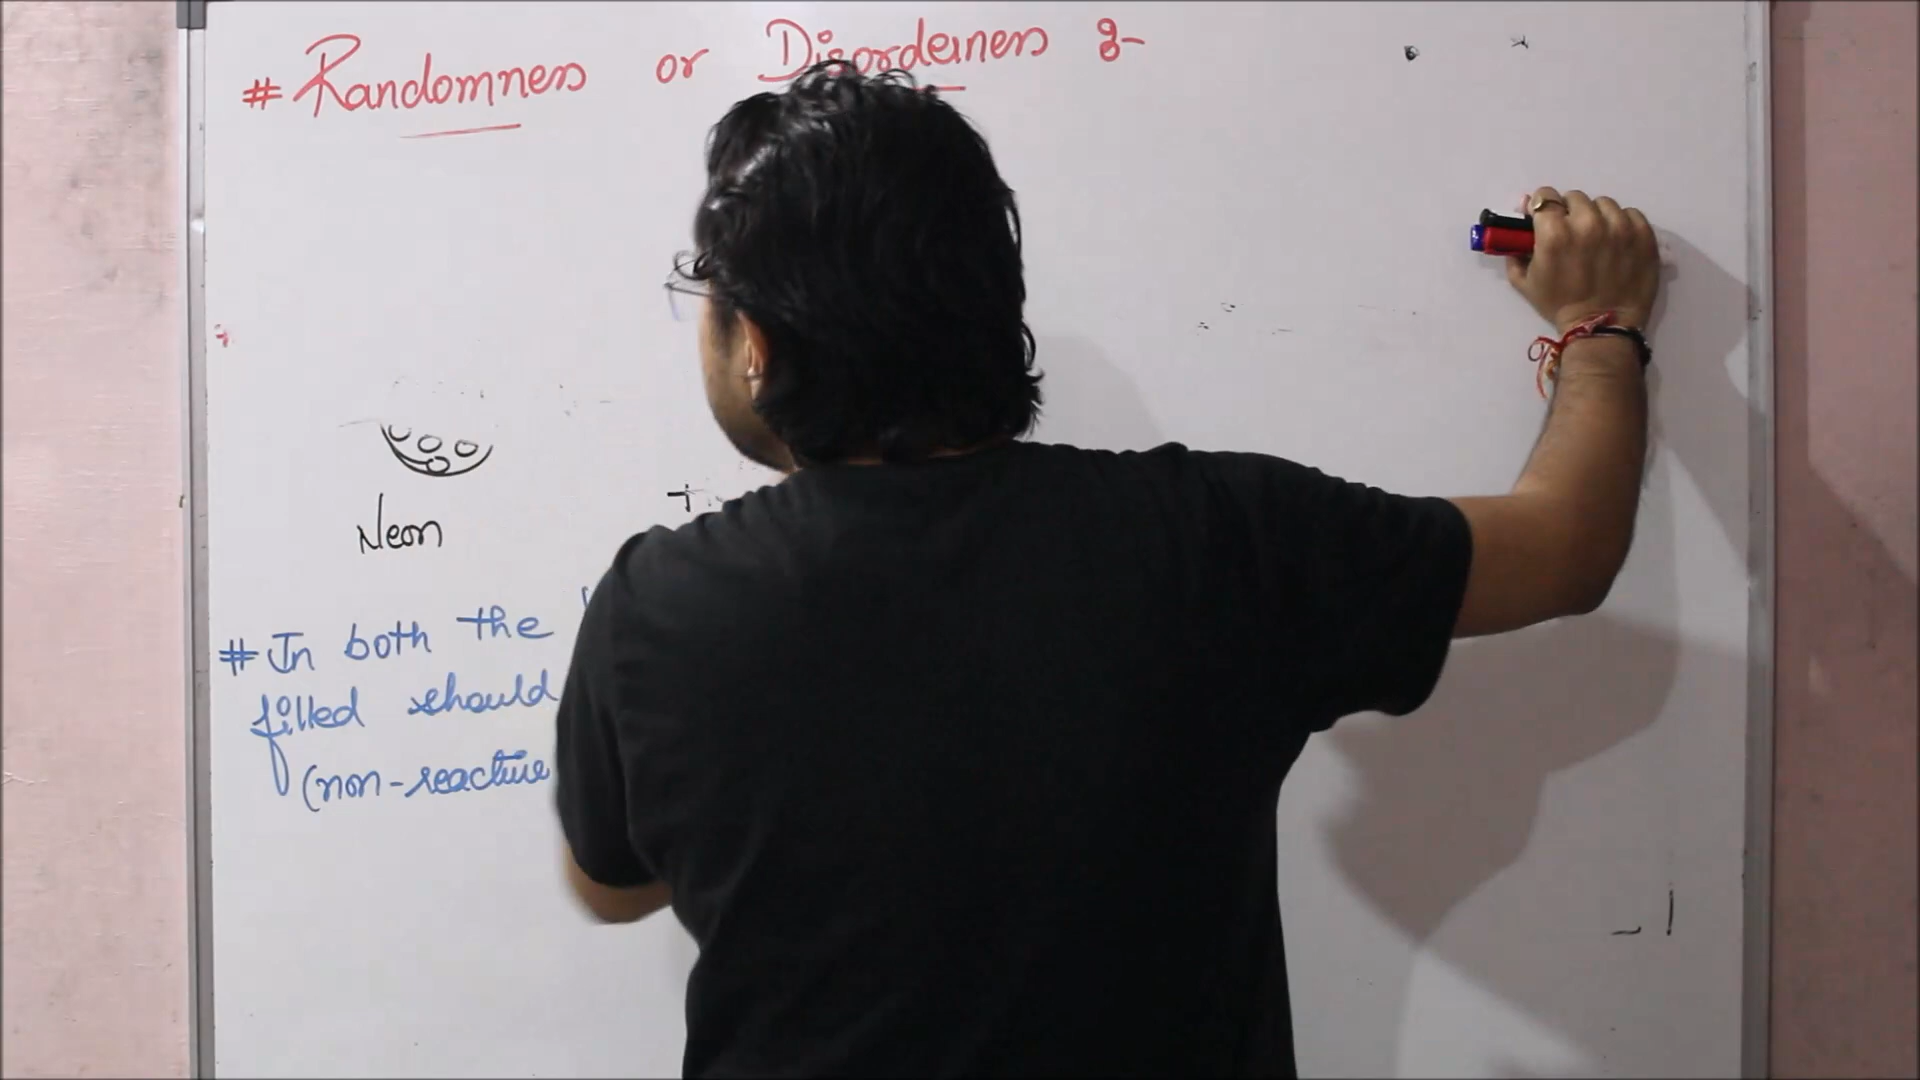 # Randomness or Disorderness :-
Neon
# In both the
filled should
(non-reactive